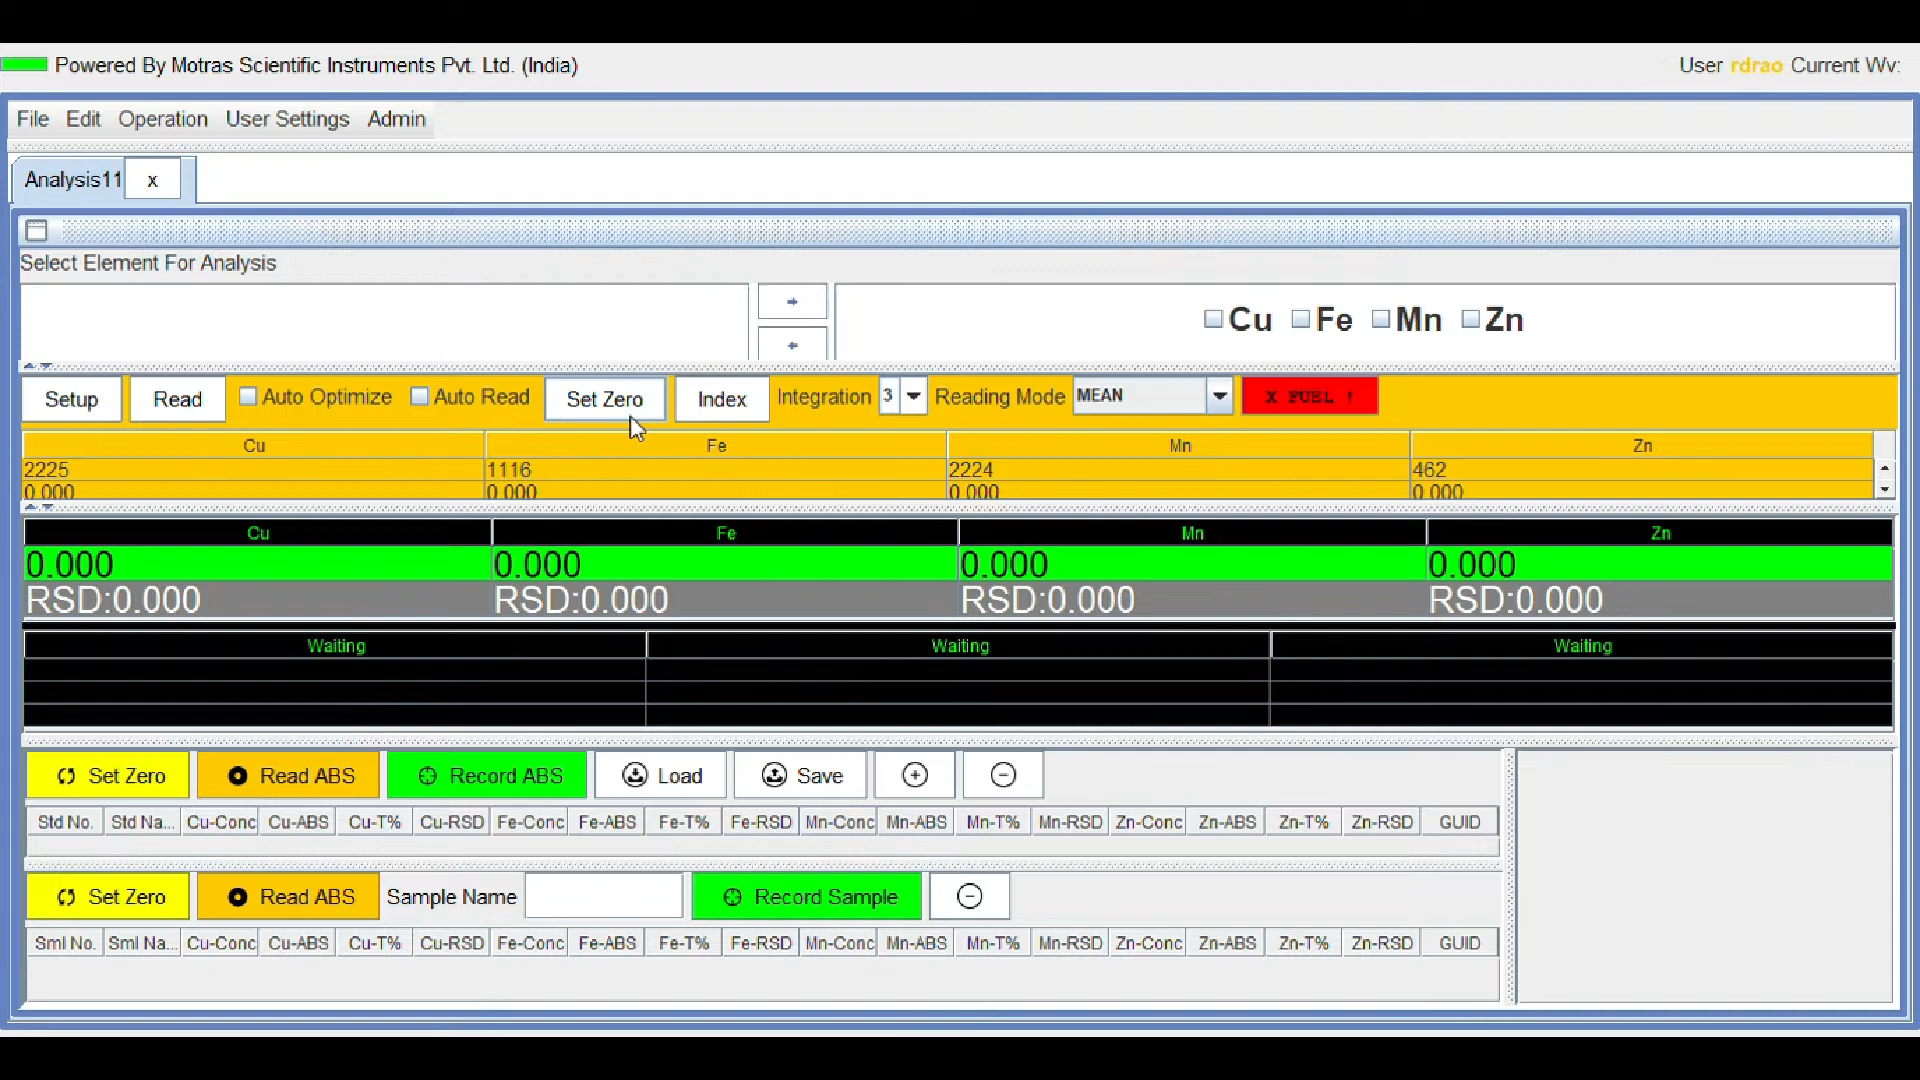 Powered By Motras Scientific Instruments Pvt. Ltd. (India) User rdrao Current Wv:
File Edit Operation User Settings Admin
Analysis11 x
Select Element For Analysis
Cu Fe Mn Zn
Setup Read Auto Optimize Auto Read Set Zero Index Integration 3 Reading Mode MEAN X FUEL !
Cu Fe Mn Zn
2225 1116 2224 462
0.000 0.000 0.000 0.000
Cu Fe Mn Zn
0.000 0.000 0.000 0.000
RSD:0.000 RSD:0.000 RSD:0.000 RSD:0.000
Waiting Waiting Waiting
Set Zero Read ABS Record ABS Load Save
Std No. Std Na... Cu-Conc Cu-ABS Cu-T% Cu-RSD Fe-Conc Fe-ABS Fe-T% Fe-RSD Mn-Conc Mn-ABS Mn-T% Mn-RSD Zn-Conc Zn-ABS Zn-T% Zn-RSD GUID
Set Zero Read ABS Sample Name Record Sample
Sml No. Sml Na... Cu-Conc Cu-ABS Cu-T% Cu-RSD Fe-Conc Fe-ABS Fe-T% Fe-RSD Mn-Conc Mn-ABS Mn-T% Mn-RSD Zn-Conc Zn-ABS Zn-T% Zn-RSD GUID